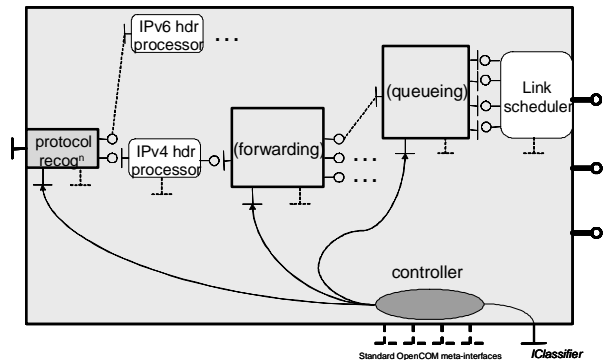 IPv6 hdr
processor
...
(queueing)
Link
scheduler
protocol
recogⁿ
IPv4 hdr
processor
(forwarding)
...
...
controller
Standard OpenCOM meta-interfaces
IClassifier